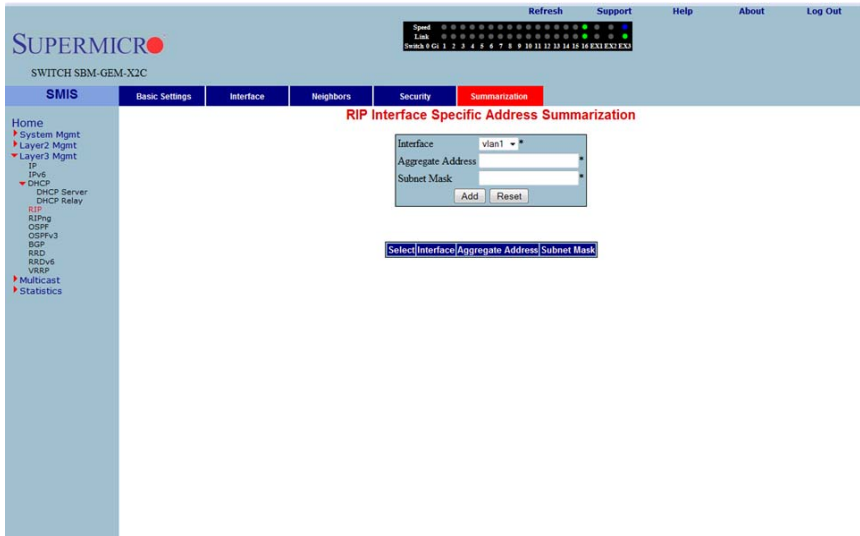 Refresh Support Help About Log Out
Speed
Link
Switch 0 Gi 1 2 3 4 5 6 7 8 9 10 11 12 13 14 15 16 EX1 EX2 EX3
SUPERMICRO
SWITCH SBM-GEM-X2C
SMIS
Basic Settings Interface Neighbors Security Summarization
Home
System Mgmt
Layer2 Mgmt
Layer3 Mgmt
IP
IPv6
DHCP
DHCP Server
DHCP Relay
RIP
RIPng
OSPF
OSPFv3
BGP
RRD
RRDv6
VRRP
Multicast
Statistics
RIP Interface Specific Address Summarization
Interface vlan1 *
Aggregate Address *
Subnet Mask *
Add Reset
Select Interface Aggregate Address Subnet Mask